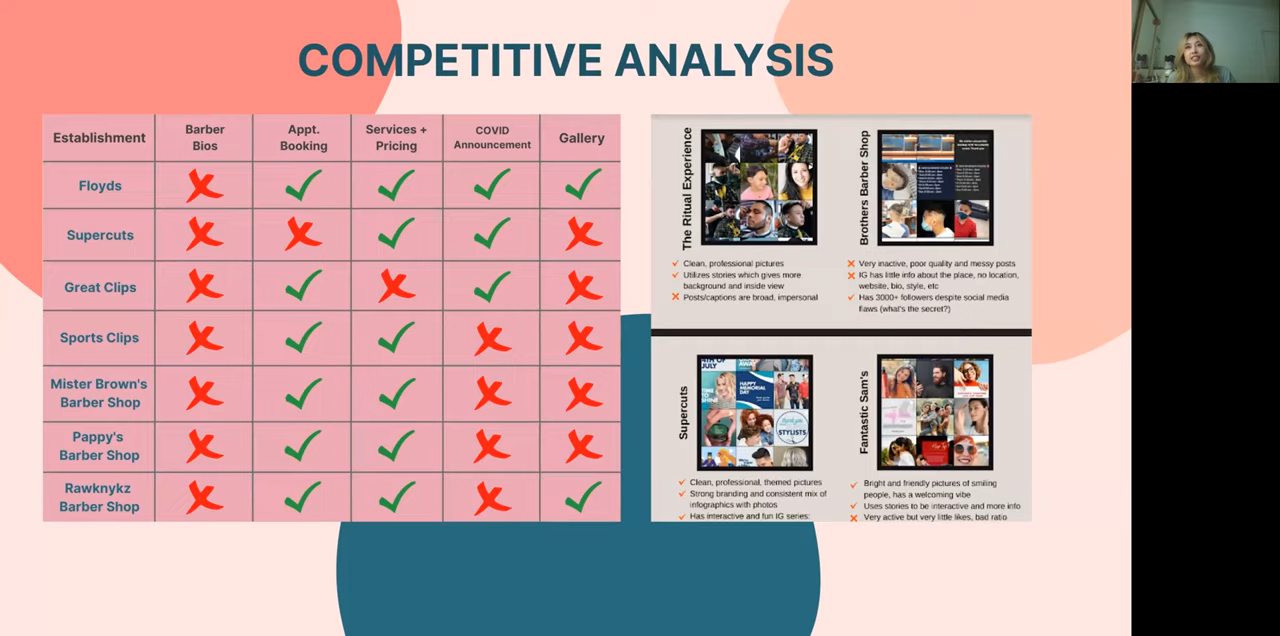 COMPETITIVE ANALYSIS
Establishment
Barber
Bios
Appt.
Booking
Services +
Pricing
COVID
Announcement
Gallery
Floyds
Supercuts
Great Clips
Sports Clips
Mister Brown's
Barber Shop
Pappy's
Barber Shop
Rawknykz
Barber Shop
The Ritual Experience
Clean, professional pictures
Utilizes stories which gives more
background and inside view
Posts/captions are broad, impersonal
Brothers Barber Shop
Very inactive, poor quality and messy posts
IG has little info about the place, no location,
website, bio, style, etc
Has 3000+ followers despite social media
flaws (what's the secret?)
Supercuts
HAPPY
MEMORIAL
DAY
STYLISTS
Clean, professional, themed pictures
Strong branding and consistent mix of
infographics with photos
Has interactive and fun IG series:
Fantastic Sam's
Bright and friendly pictures of smiling
people, has a welcoming vibe
Uses stories to be interactive and more info
Very active but very little likes, bad ratio